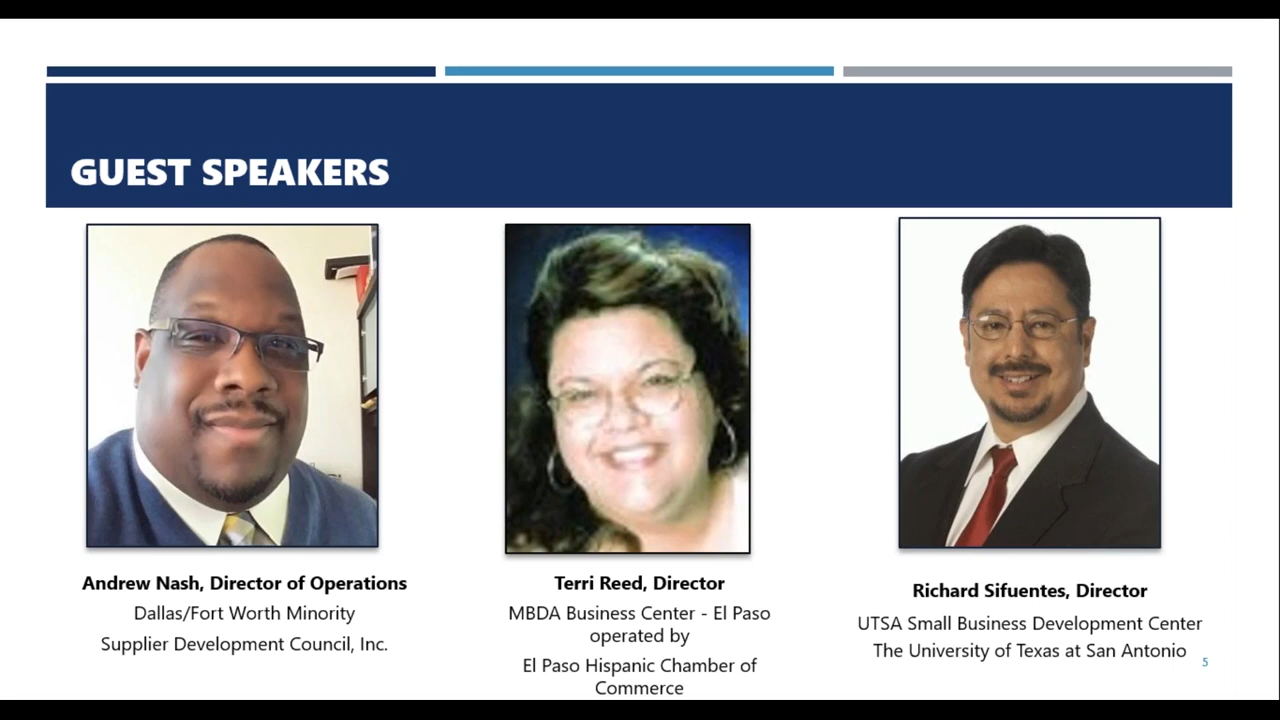 GUEST SPEAKERS
Andrew Nash, Director of Operations
Dallas/Fort Worth Minority
Supplier Development Council, Inc.
Terri Reed, Director
MBDA Business Center - El Paso
operated by
El Paso Hispanic Chamber of
Commerce
Richard Sifuentes, Director
UTSA Small Business Development Center
The University of Texas at San Antonio
5